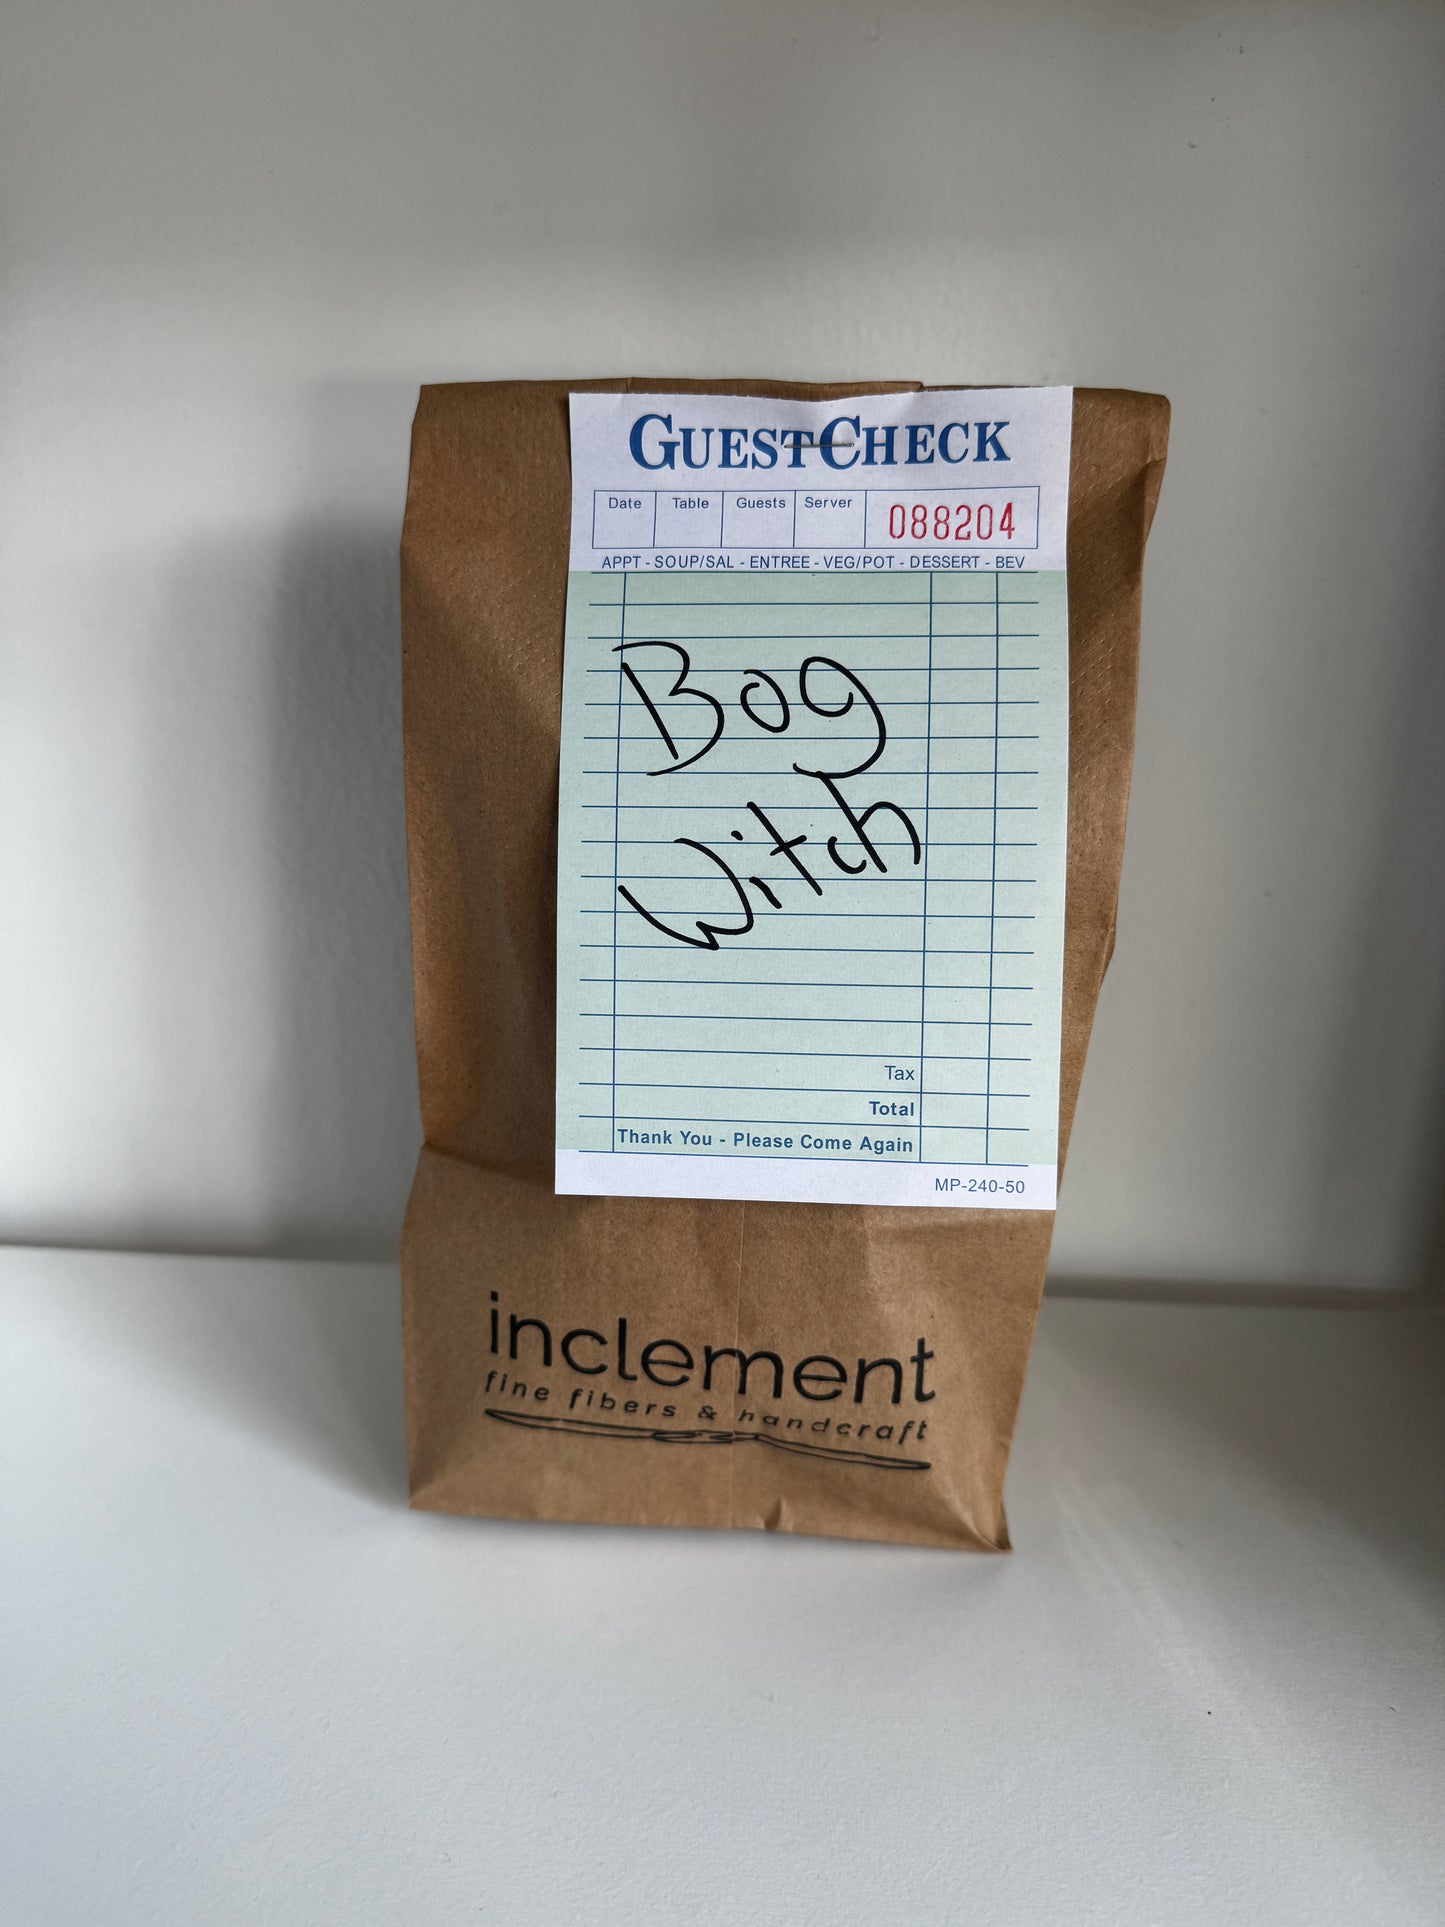 GUESTCHECK
Date Table Guests Server 088204
APPT - SOUP/SAL - ENTREE - VEG/POT - DESSERT - BEV
Bog
Witch
Tax
Total
Thank You - Please Come Again
MP-240-50
inclement
fine fibers & handcraft